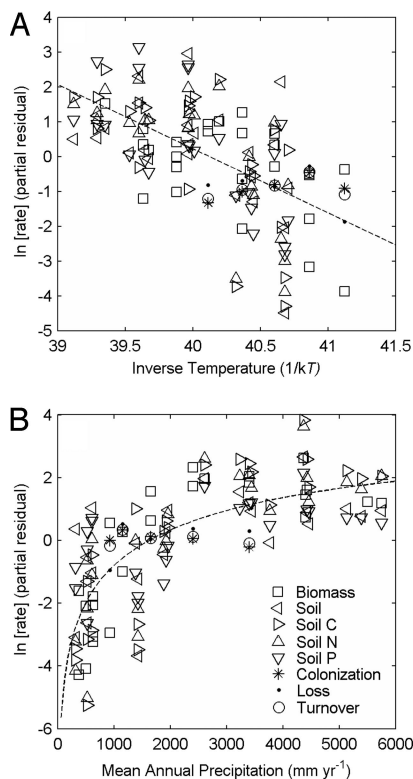 A
4
3
2
1
0
-1
-2
-3
-4
-5
ln [rate] (partial residual)
39 39.5 40 40.5 41 41.5
Inverse Temperature (1/kT)
B
4
2
0
-2
-4
-6
ln [rate] (partial residual)
Biomass
Soil
Soil C
Soil N
Soil P
Colonization
Loss
Turnover
0 1000 2000 3000 4000 5000 6000
Mean Annual Precipitation (mm yr⁻¹)